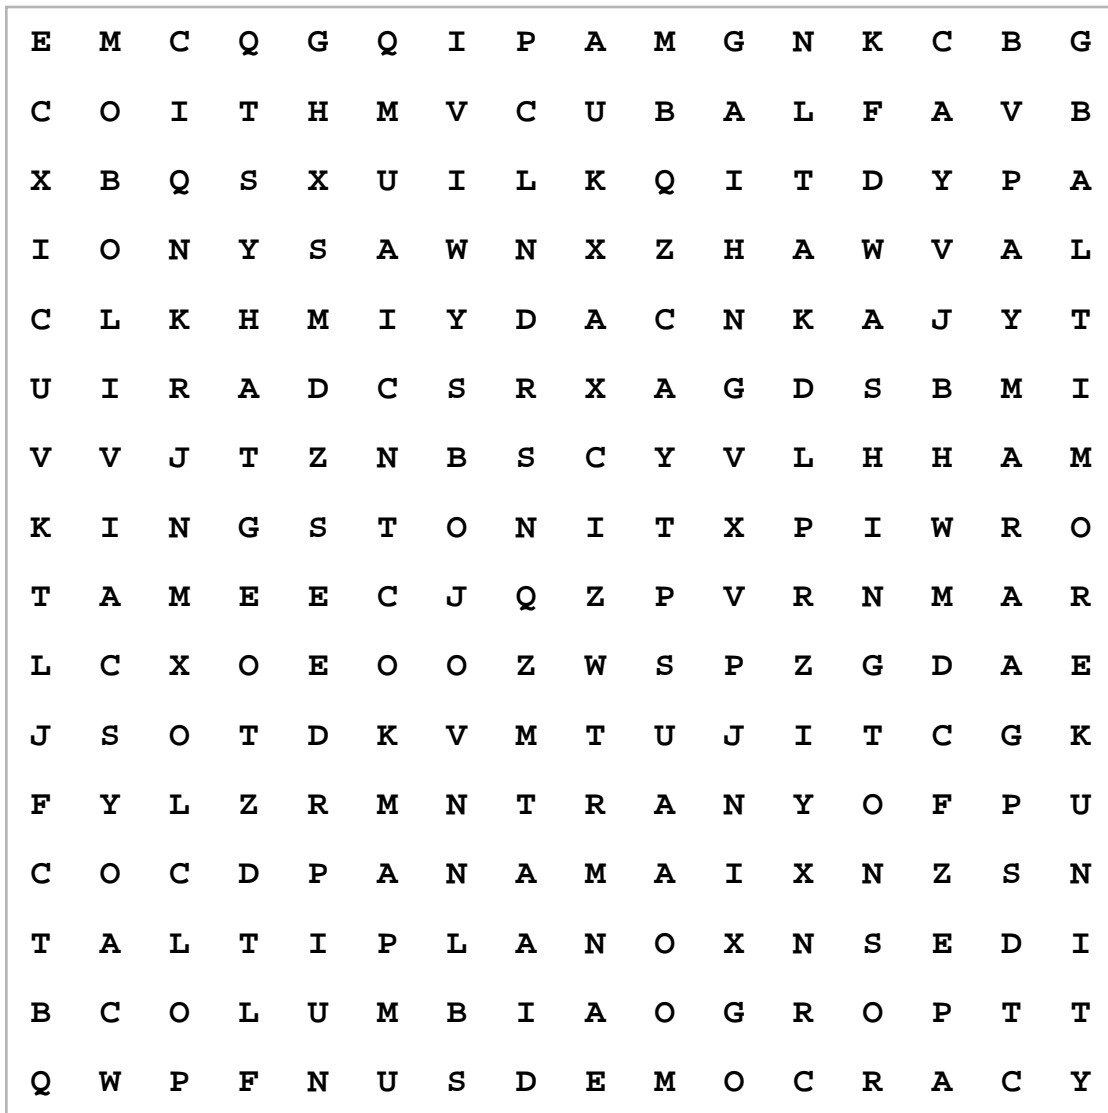 E M C Q G Q I P A M G N K C B G
C O I T H M V C U B A L F A V B
X B Q S X U I L K Q I T D Y P A
I O N Y S A W N X Z H A W V A L
C L K H M I Y D A C N K A J Y T
U I R A D C S R X A G D S B M I
V V J T Z N B S C Y V L H H A M
K I N G S T O N I T X P I W R O
T A M E E C J Q Z P V R N M A R
L C X O E O O Z W S P Z G D A E
J S O T D K V M T U J I T C G K
F Y L Z R M N T R A N Y O F P U
C O C D P A N A M A I X N Z S N
T A L T I P L A N O X N S E D I
B C O L U M B I A O G R O P T T
Q W P F N U S D E M O C R A C Y